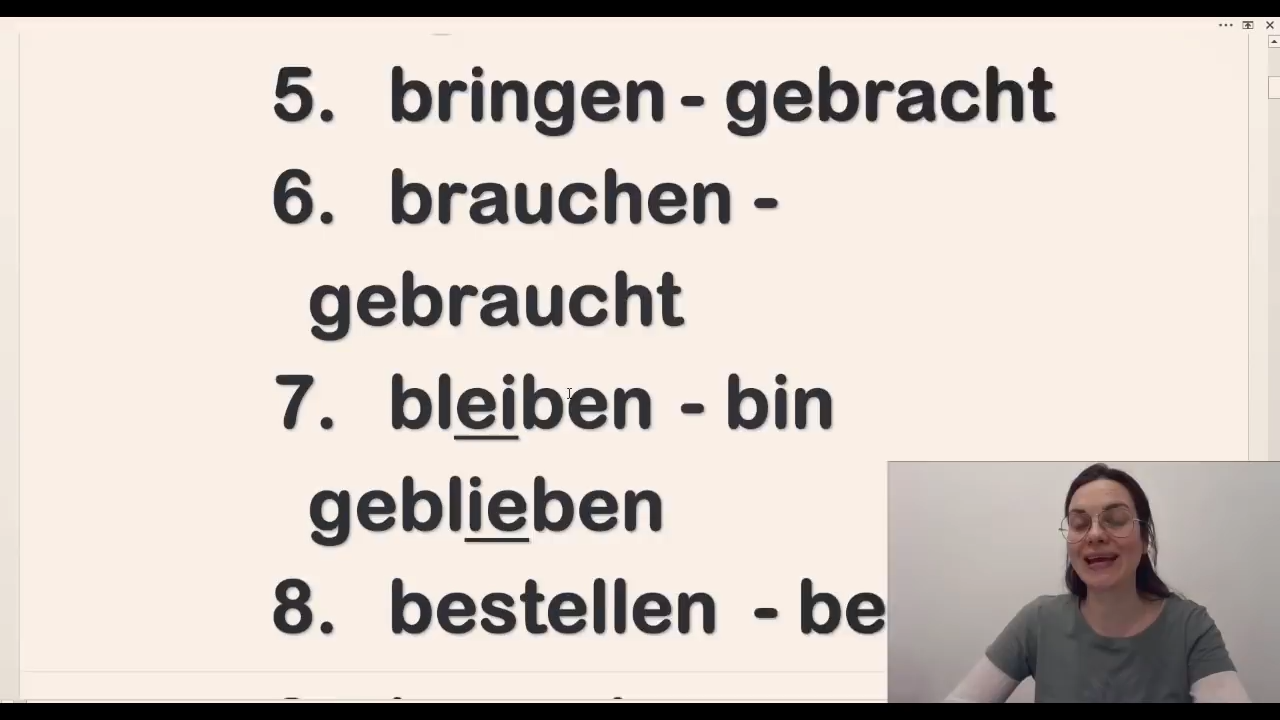 5. bringen - gebracht
6. brauchen -
gebraucht
7. bleiben - bin
geblieben
8. bestellen - be